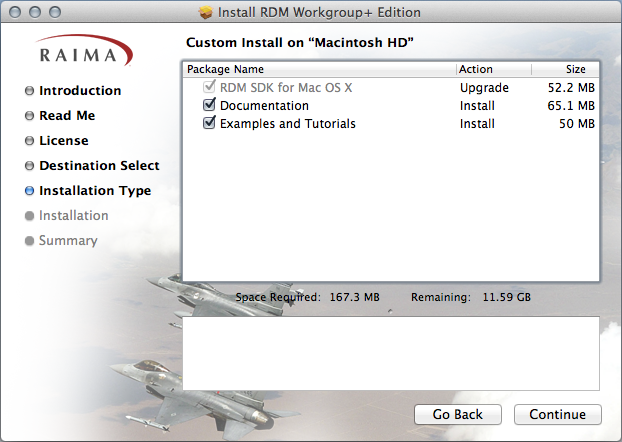 Install RDM Workgroup+ Edition
RAIMA
Custom Install on “Macintosh HD”
Introduction
Read Me
License
Destination Select
Installation Type
Installation
Summary
Package Name Action Size
RDM SDK for Mac OS X Upgrade 52.2 MB
Documentation Install 65.1 MB
Examples and Tutorials Install 50 MB
Space Required: 167.3 MB Remaining: 11.59 GB
Go Back Continue